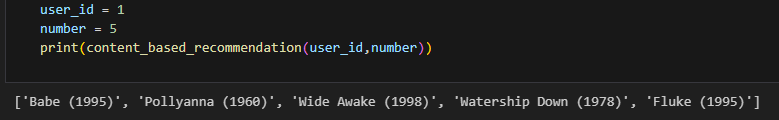 user_id = 1
number = 5
print(content_based_recommendation(user_id,number))
['Babe (1995)', 'Pollyanna (1960)', 'Wide Awake (1998)', 'Watership Down (1978)', 'Fluke (1995)']